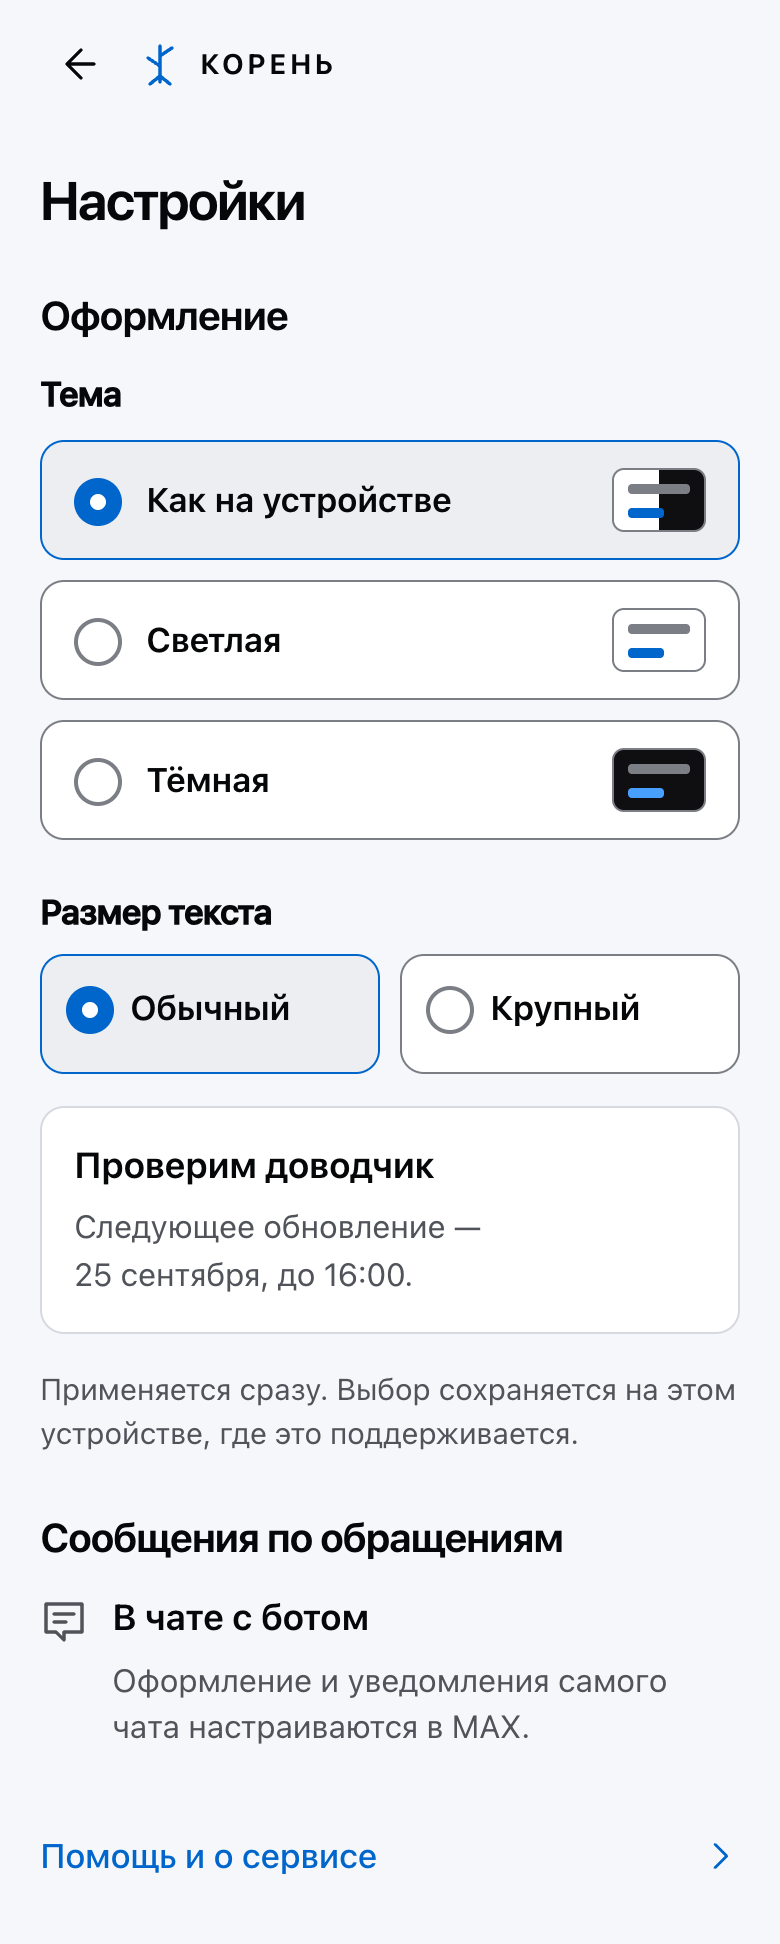 КОРЕНЬ
Настройки
Оформление
Тема
Как на устройстве
Светлая
Тёмная
Размер текста
Обычный
Крупный
Проверим доводчик
Следующее обновление —
25 сентября, до 16:00.
Применяется сразу. Выбор сохраняется на этом
устройстве, где это поддерживается.
Сообщения по обращениям
В чате с ботом
Оформление и уведомления самого
чата настраиваются в MAX.
Помощь и о сервисе